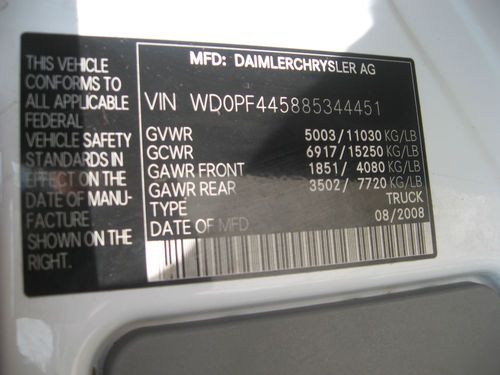 THIS VEHICLE
CONFORMS TO
ALL APPLICABLE
FEDERAL
VEHICLE SAFETY
STANDARDS IN
EFFECT ON THE
DATE OF MANU-
FACTURE
SHOWN ON THE
RIGHT.
MFD: DAIMLERCHRYSLER AG
VIN WD0PF445885344451
GVWR 5003/11030 KG/LB
GCWR 6917/15250 KG/LB
GAWR FRONT 1851/ 4080 KG/LB
GAWR REAR 3502/ 7720 KG/LB
TYPE TRUCK
DATE OF MFD 08/2008